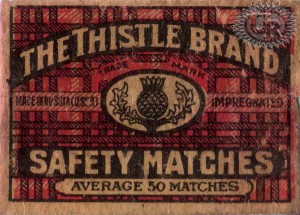 THE THISTLE BRAND
TRADE MARK
MADE IN RUSSIA (USSR) IMPREGNATED
SAFETY MATCHES
AVERAGE 50 MATCHES